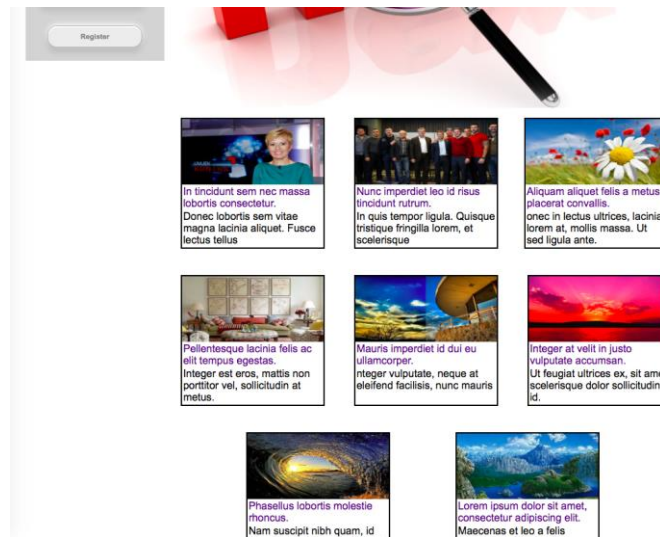 Register
In tincidunt sem nec massa
lobortis consectetur.
Donec lobortis sem vitae
magna lacinia aliquet. Fusce
lectus tellus
Nunc imperdiet leo id risus
tincidunt rutrum.
In quis tempor ligula. Quisque
tristique fringilla lorem, et
scelerisque
Aliquam aliquet felis a metus
placerat convallis.
onec in lectus ultrices, lacinia
lorem at, mollis massa. Ut
sed ligula ante.
Pellentesque lacinia felis ac
elit tempus egestas.
Integer est eros, mattis non
porttitor vel, sollicitudin at
metus.
Mauris imperdiet id dui eu
ullamcorper.
nteger vulputate, neque at
eleifend facilisis, nunc mauris
Integer at velit in justo
vulputate accumsan.
Ut feugiat ultrices ex, sit ame
scelerisque dolor sollicitudin
id.
Phasellus lobortis molestie
rhoncus.
Nam suscipit nibh quam, id
Lorem ipsum dolor sit amet,
consectetur adipiscing elit.
Maecenas et leo a felis